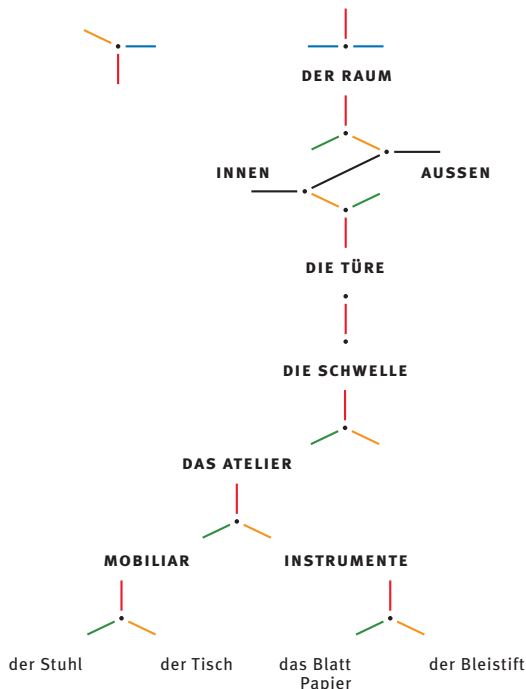 DER RAUM
INNEN
AUSSEN
DIE TÜRE
DIE SCHWELLE
DAS ATELIER
MOBILIAR
INSTRUMENTE
der Stuhl
der Tisch
das Blatt
Papier
der Bleistift